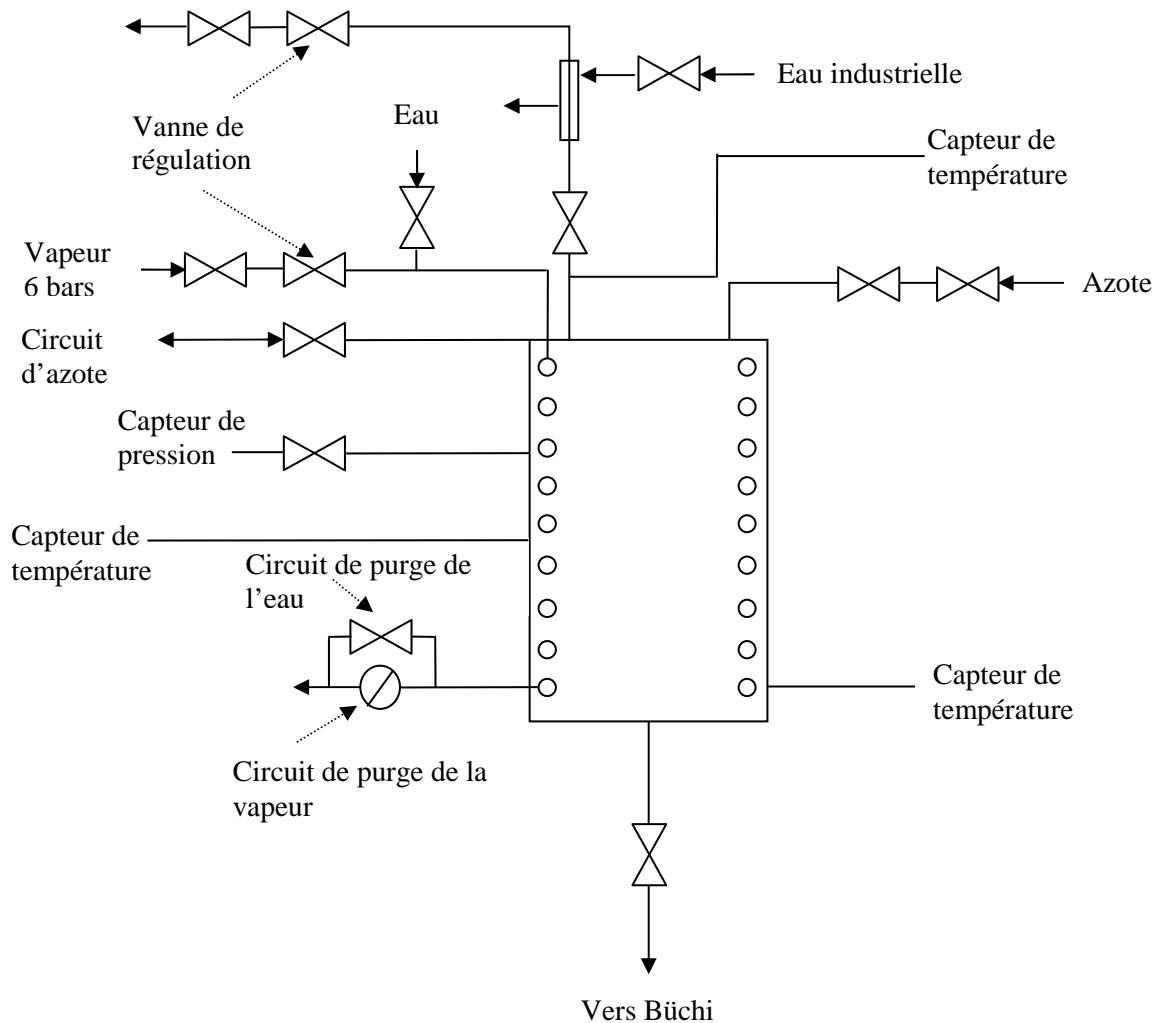 Eau industrielle
Eau
Vanne de
régulation
Capteur de
température
Vapeur
6 bars
Azote
Circuit
d’azote
Capteur de
pression
Capteur de
température
Circuit de purge de
l’eau
Capteur de
température
Circuit de purge de la
vapeur
Vers Büchi